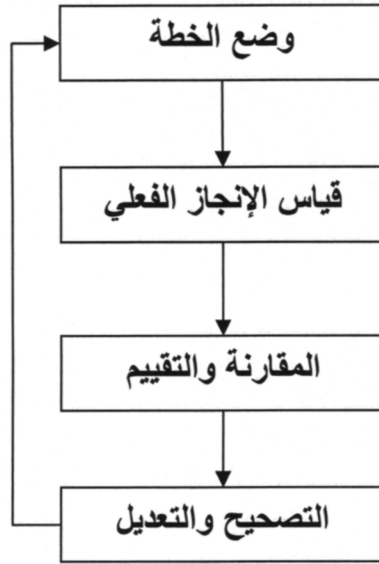 وضع الخطة
قياس الإنجاز الفعلي
المقارنة والتقييم
التصحيح والتعديل